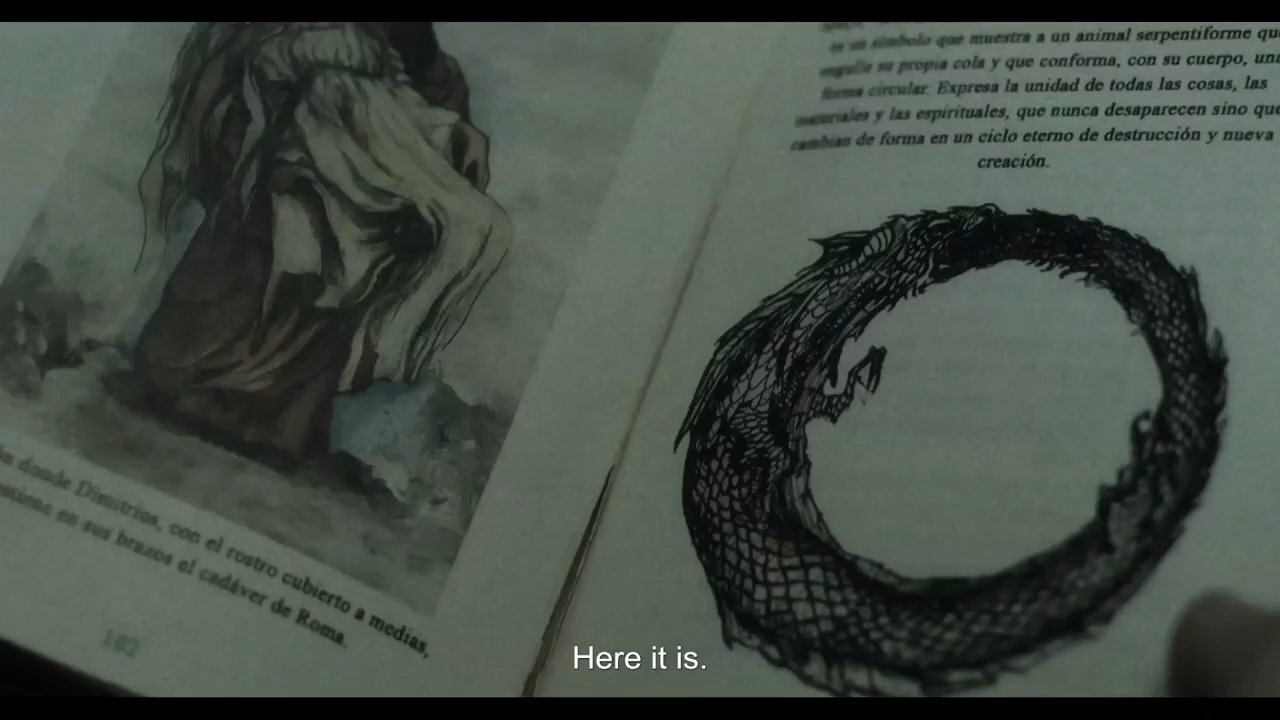 ...ón donde Dimitrios, con el rostro cubierto a medias,
...ostiene en sus brazos el cadáver de Roma.
102
es un símbolo que muestra a un animal serpentiforme que
engulle su propia cola y que conforma, con su cuerpo, una
forma circular. Expresa la unidad de todas las cosas, las
materiales y las espirituales, que nunca desaparecen sino que
cambian de forma en un ciclo eterno de destrucción y nueva
creación.
Here it is.